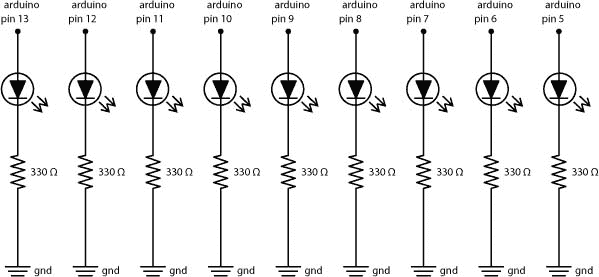 arduino arduino arduino arduino arduino arduino arduino arduino arduino
pin 13 pin 12 pin 11 pin 10 pin 9 pin 8 pin 7 pin 6 pin 5
330 Ω 330 Ω 330 Ω 330 Ω 330 Ω 330 Ω 330 Ω 330 Ω 330 Ω
gnd gnd gnd gnd gnd gnd gnd gnd gnd